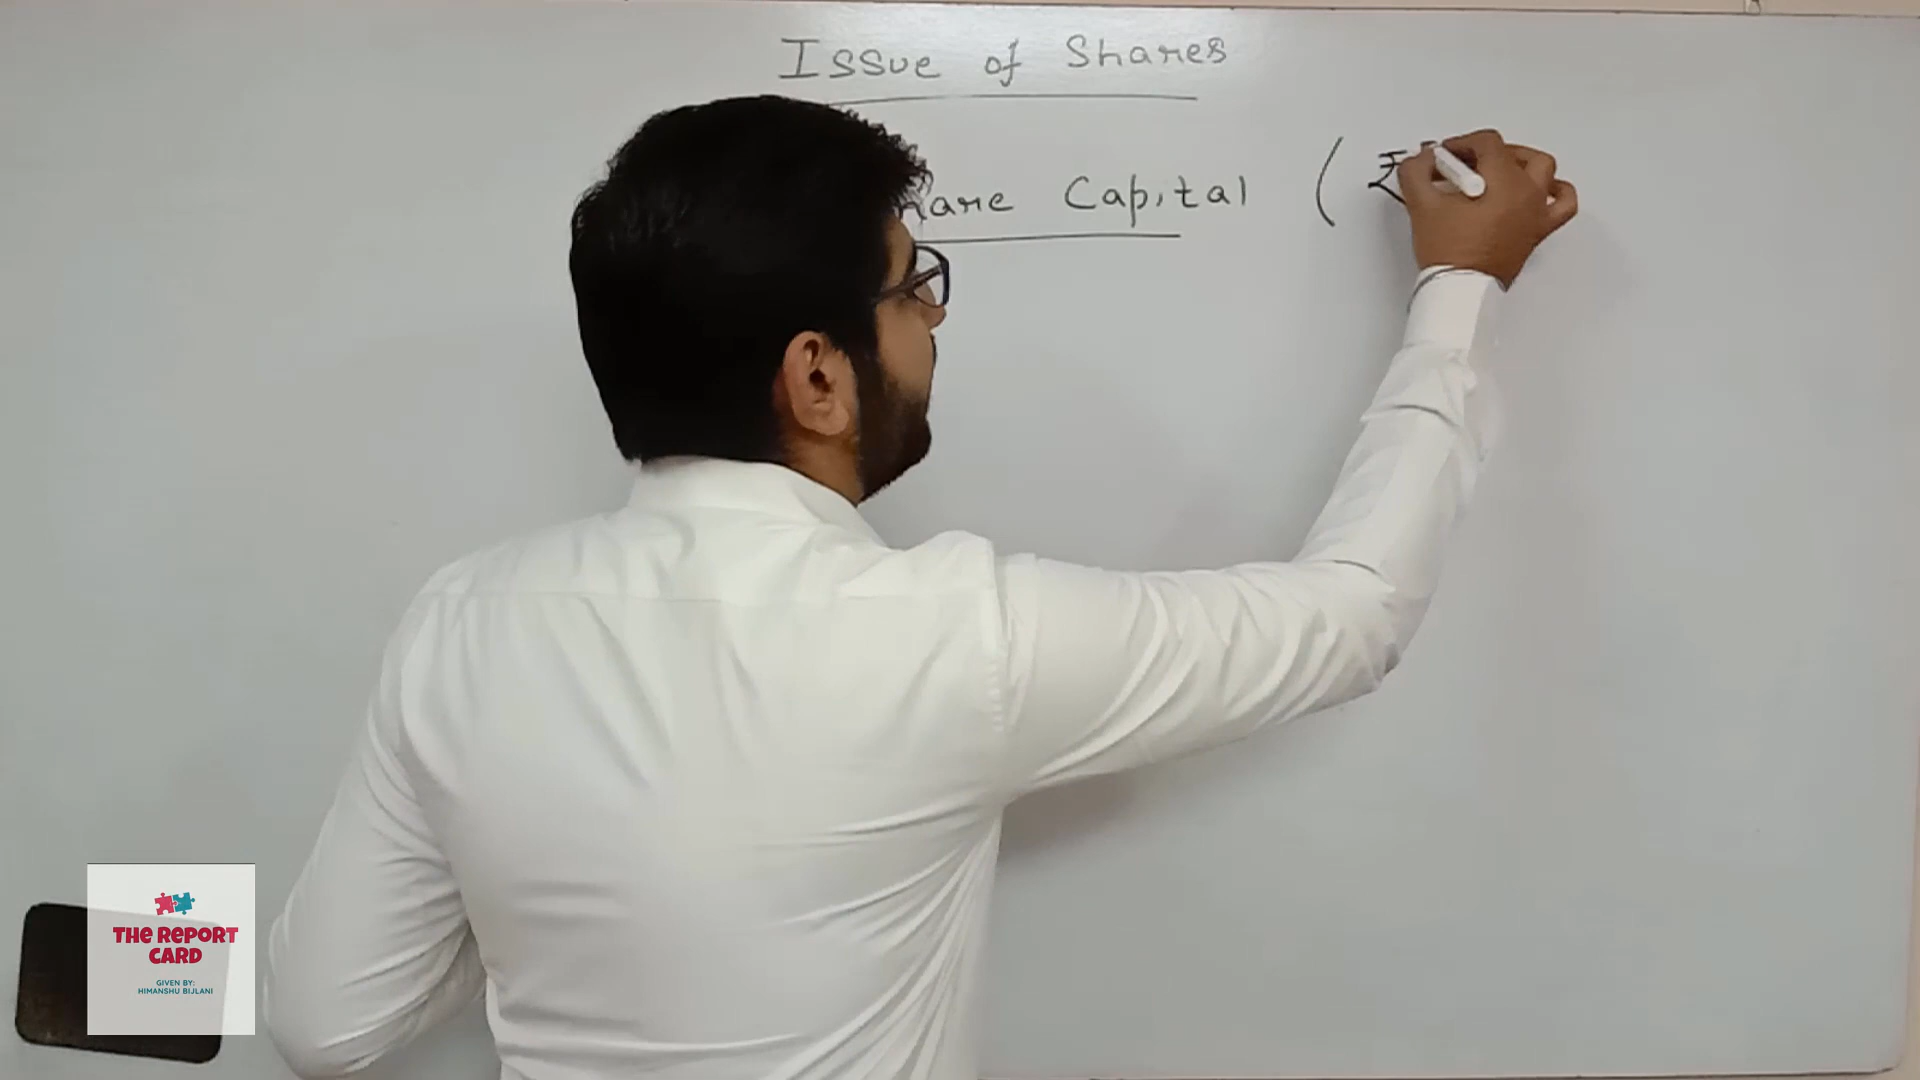 Issue of Shares
Capital ( ₹
THE REPORT
CARD
GIVEN BY:
HIMANSHU BIJLANI